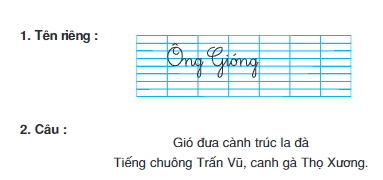 1. Tên riêng :
Ông Gióng
2. Câu :
Gió đưa cành trúc la đà
Tiếng chuông Trấn Vũ, canh gà Thọ Xương.